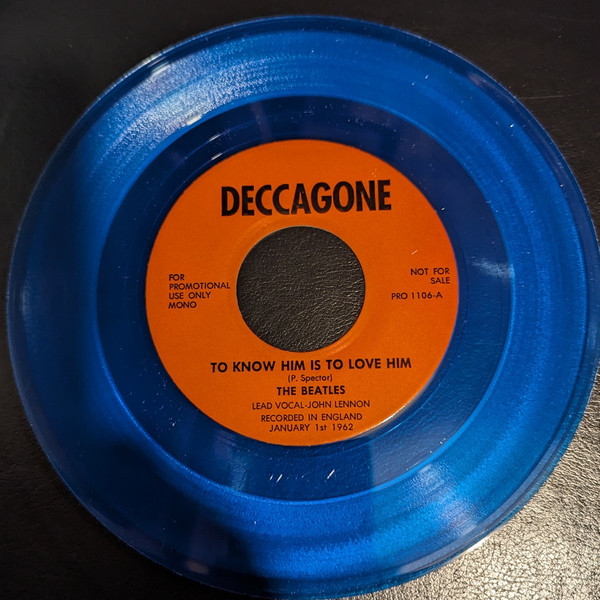 DECCAGONE
FOR
PROMOTIONAL
USE ONLY
MONO
NOT FOR
SALE
PRO 1106-A
TO KNOW HIM IS TO LOVE HIM
(P. Spector)
THE BEATLES
LEAD VOCAL-JOHN LENNON
RECORDED IN ENGLAND
JANUARY 1st 1962